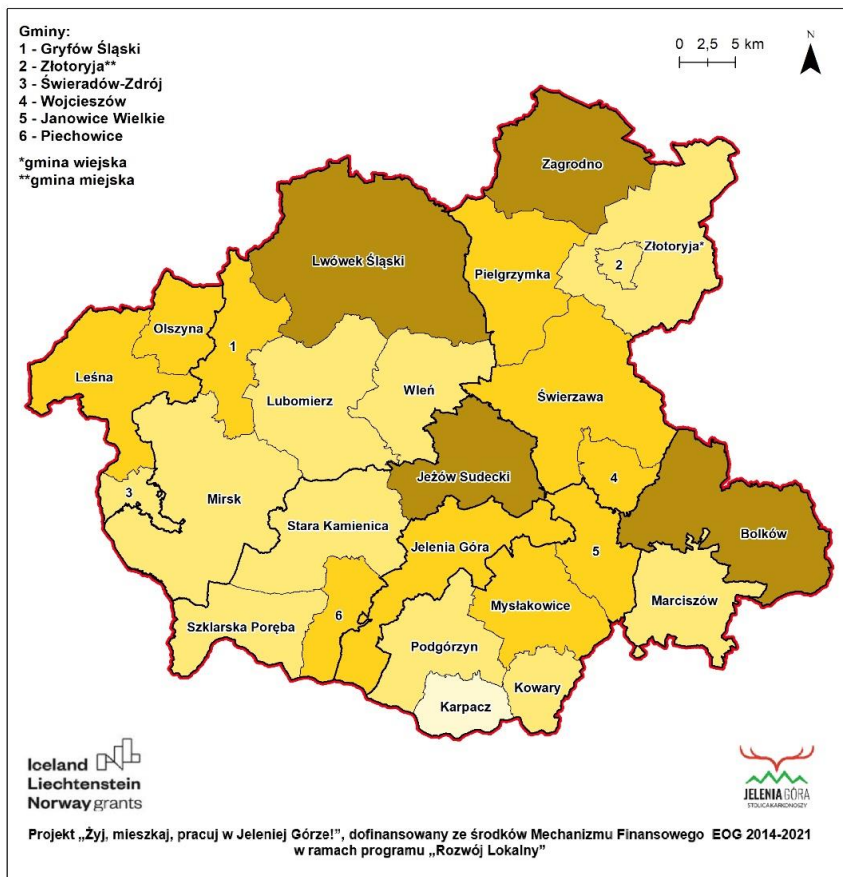 Gminy:
1 - Gryfów Śląski
2 - Złotoryja**
3 - Świeradów-Zdrój
4 - Wojcieszów
5 - Janowice Wielkie
6 - Piechowice
*gmina wiejska
**gmina miejska
0 2,5 5 km
N
Zagrodno
Złotoryja*
2
Lwówek Śląski
Pielgrzymka
Olszyna
1
Leśna
Lubomierz
Wleń
Świerzawa
Jeżów Sudecki
4
3
Mirsk
Stara Kamienica
Bolków
Jelenia Góra
5
Marciszów
Mysłakowice
6
Szklarska Poręba
Podgórzyn
Kowary
Karpacz
Iceland
Liechtenstein
Norway grants
JELENIA GÓRA
STOLICA KARKONOSZY
Projekt „Żyj, mieszkaj, pracuj w Jeleniej Górze!”, dofinansowany ze środków Mechanizmu Finansowego EOG 2014-2021
w ramach programu „Rozwój Lokalny”